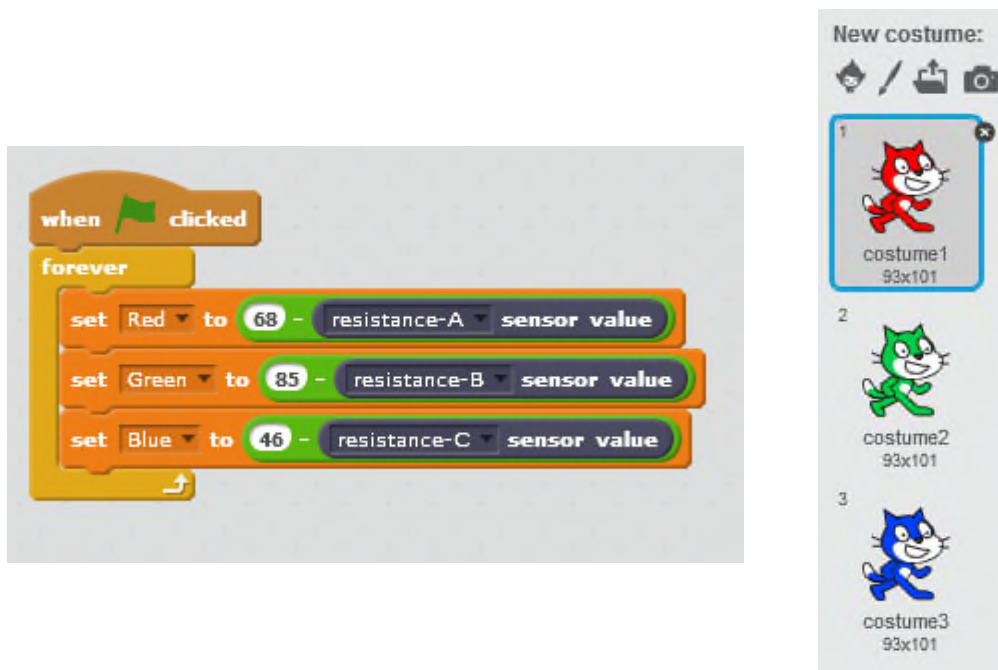 when clicked
forever
set Red to 68 - resistance-A sensor value
set Green to 85 - resistance-B sensor value
set Blue to 46 - resistance-C sensor value
New costume:
1
costume1
93x101
2
costume2
93x101
3
costume3
93x101